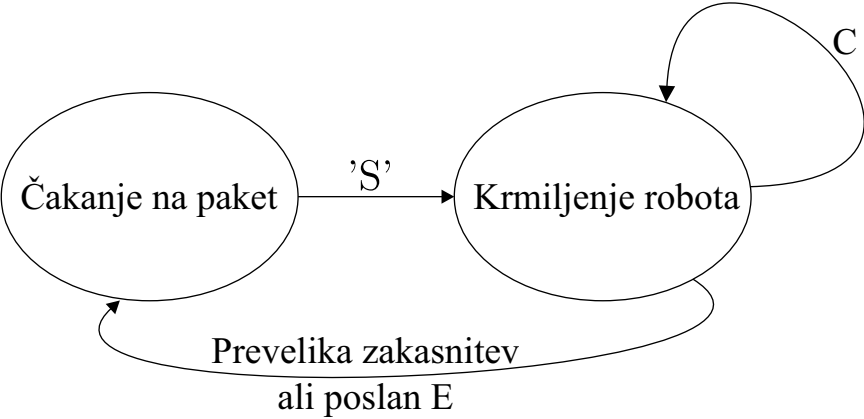 C
'S'
Čakanje na paket
Krmiljenje robota
Prevelika zakasnitev
ali poslan E